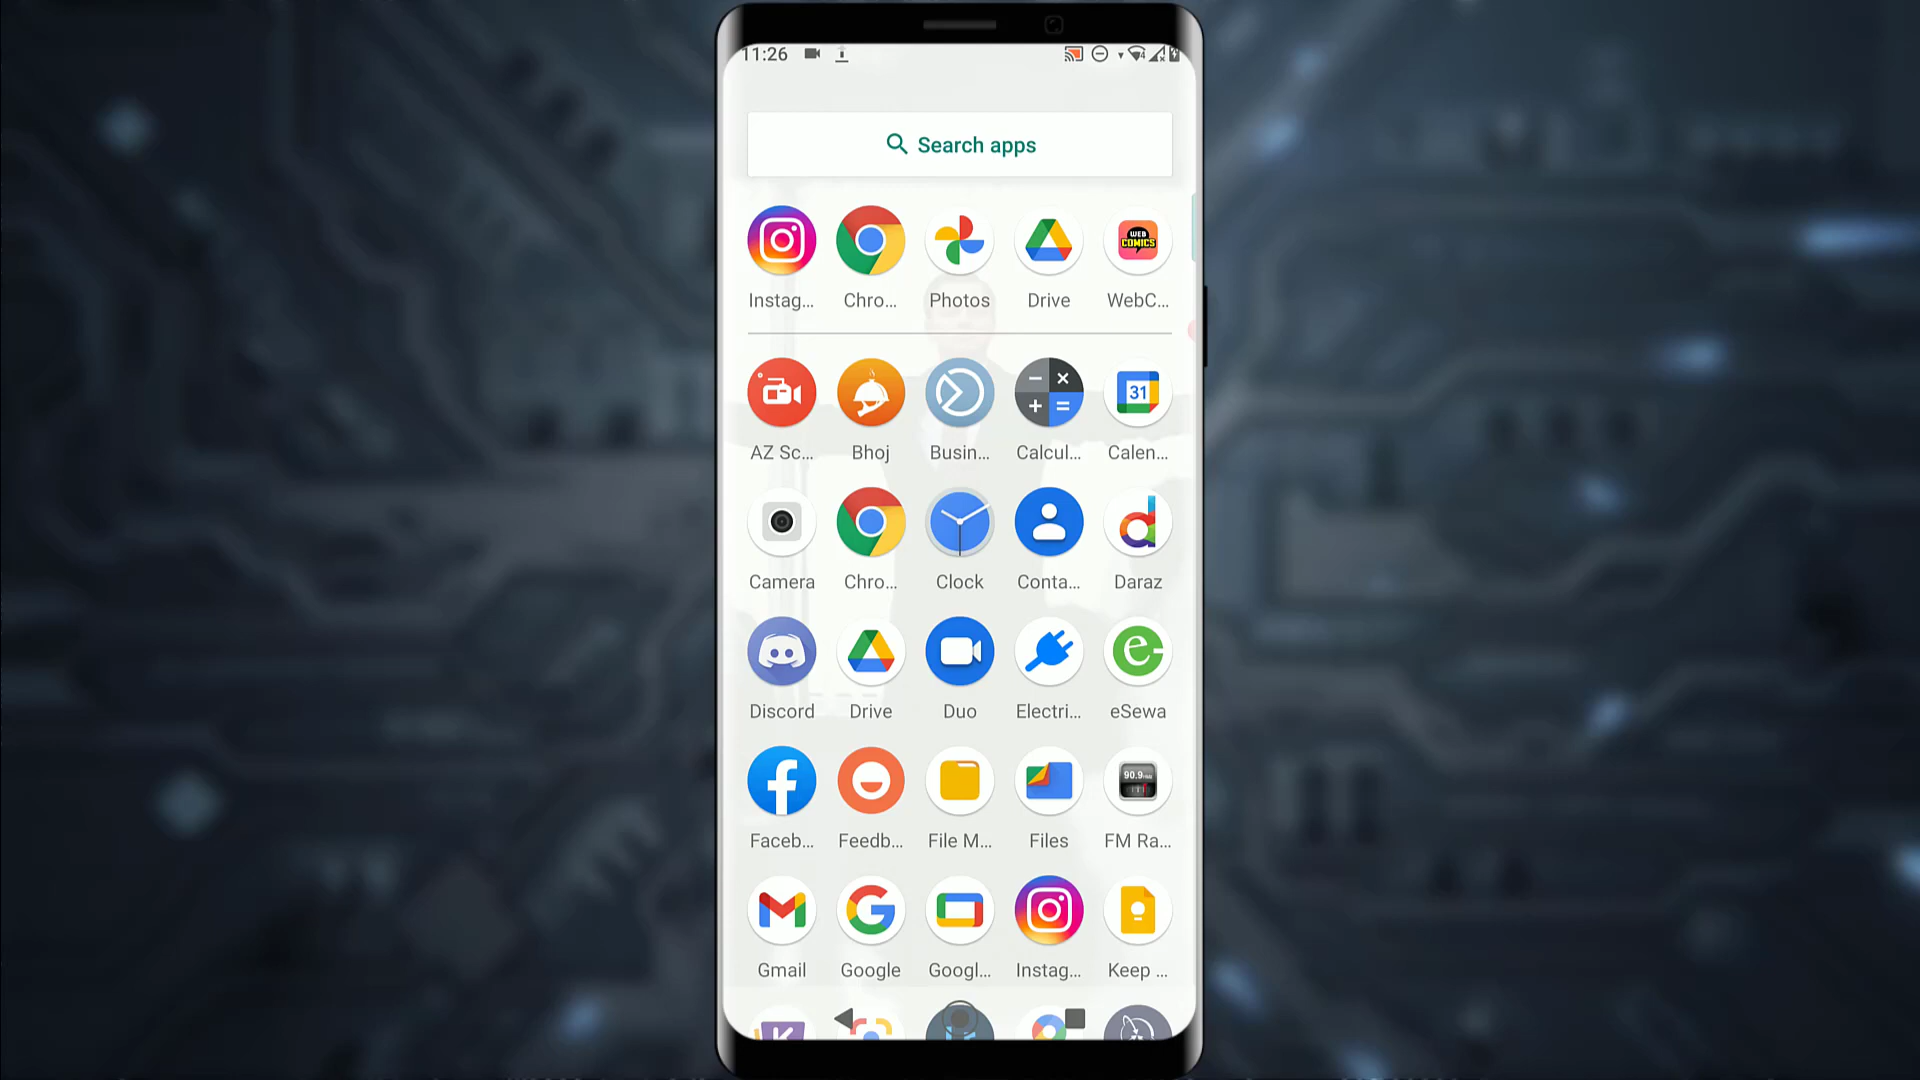 11:26
Search apps
Instag... Chro... Photos Drive WebC...
WEB
COMICS
AZ Sc... Bhoj Busin... Calcul... Calen...
31
Camera Chro... Clock Conta... Daraz
Discord Drive Duo Electri... eSewa
Faceb... Feedb... File M... Files FM Ra...
90.9
Gmail Google Googl... Instag... Keep ...